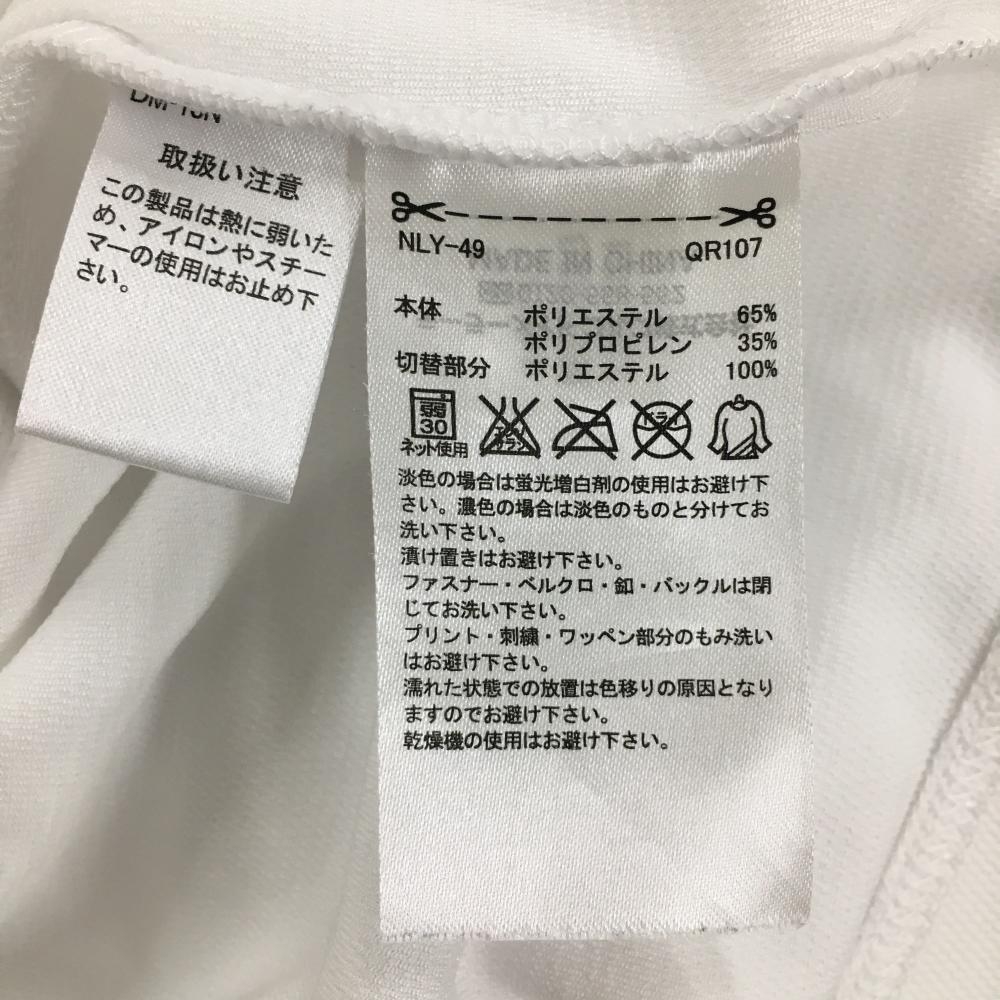 取扱い注意
この製品は熱に弱いた
め、アイロンやスチー
マーの使用はお止め下
さい。
NLY-49 QR107
本体 ポリエステル 65%
ポリプロピレン 35%
切替部分 ポリエステル 100%
弱
30
ネット使用
エンソ
サラシ
ドライ
淡色の場合は蛍光増白剤の使用はお避け下
さい。濃色の場合は淡色のものと分けてお
洗い下さい。
漬け置きはお避け下さい。
ファスナー・ベルクロ・釦・バックルは閉
じてお洗い下さい。
プリント・刺繍・ワッペン部分のもみ洗い
はお避け下さい。
濡れた状態での放置は色移りの原因となり
ますのでお避け下さい。
乾燥機の使用はお避け下さい。